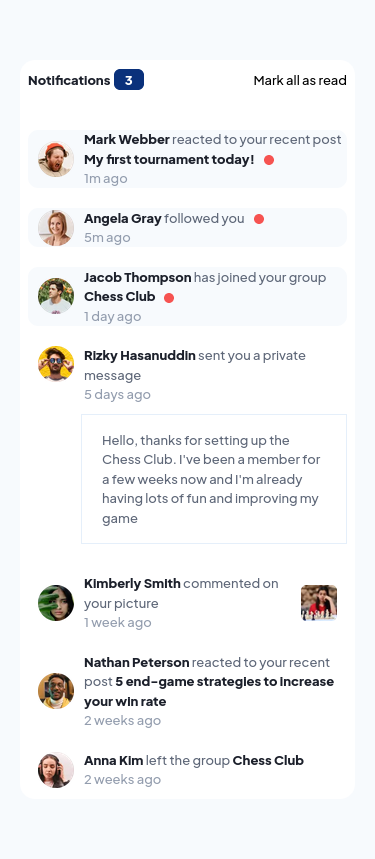 Notifications 3 Mark all as read
Mark Webber reacted to your recent post
My first tournament today!
1m ago
Angela Gray followed you
5m ago
Jacob Thompson has joined your group
Chess Club
1 day ago
Rizky Hasanuddin sent you a private
message
5 days ago
Hello, thanks for setting up the
Chess Club. I've been a member for
a few weeks now and I'm already
having lots of fun and improving my
game
Kimberly Smith commented on
your picture
1 week ago
Nathan Peterson reacted to your recent
post 5 end-game strategies to increase
your win rate
2 weeks ago
Anna Kim left the group Chess Club
2 weeks ago